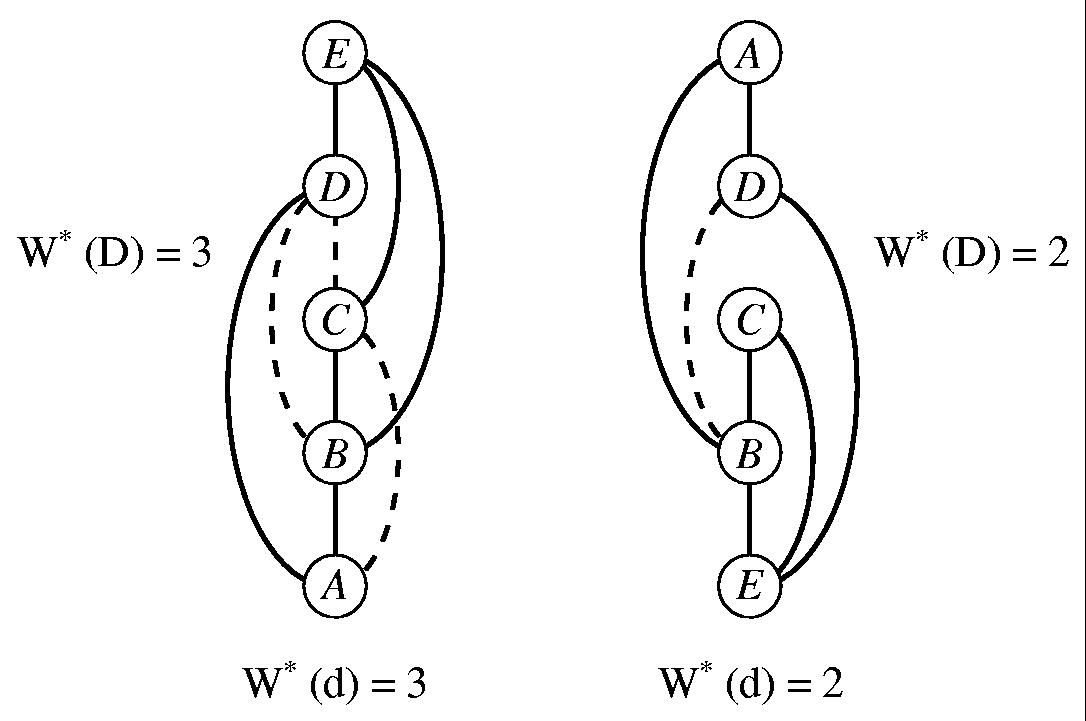 E
A
D
D
W* (D) = 3
W* (D) = 2
C
C
B
B
A
E
W* (d) = 3
W* (d) = 2